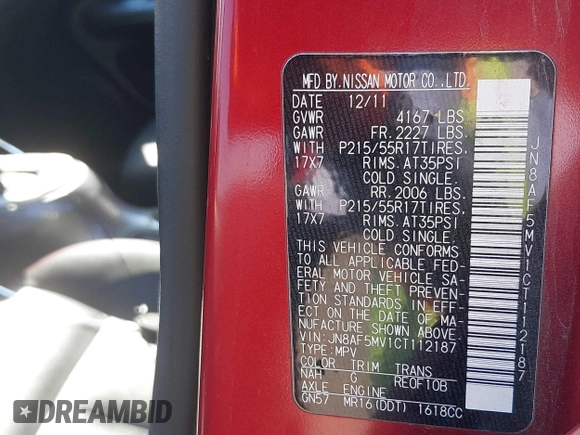 MFD BY. NISSAN MOTOR CO., LTD.
DATE 12/11
GVWR 4167 LBS
GAWR FR. 2227 LBS.
WITH P215/55R17TIRES,
17X7 RIMS. AT35PSI
COLD SINGLE.
GAWR RR. 2006 LBS.
WITH P215/55R17TIRES,
17X7 RIMS. AT35PSI
COLD SINGLE.
THIS VEHICLE CONFORMS
TO ALL APPLICABLE FED-
ERAL MOTOR VEHICLE SA-
FETY AND THEFT PREVEN-
TION STANDARDS IN EFF-
ECT ON THE DATE OF MA-
NUFACTURE SHOWN ABOVE.
VIN: JN8AF5MV1CT112187
TYPE: MPV
COLOR TRIM TRANS
NAH G RE0F10B
AXLE ENGINE
GN57 MR16(DDT) 1618CC
JN8AF5MV1CT112187
DREAMBID